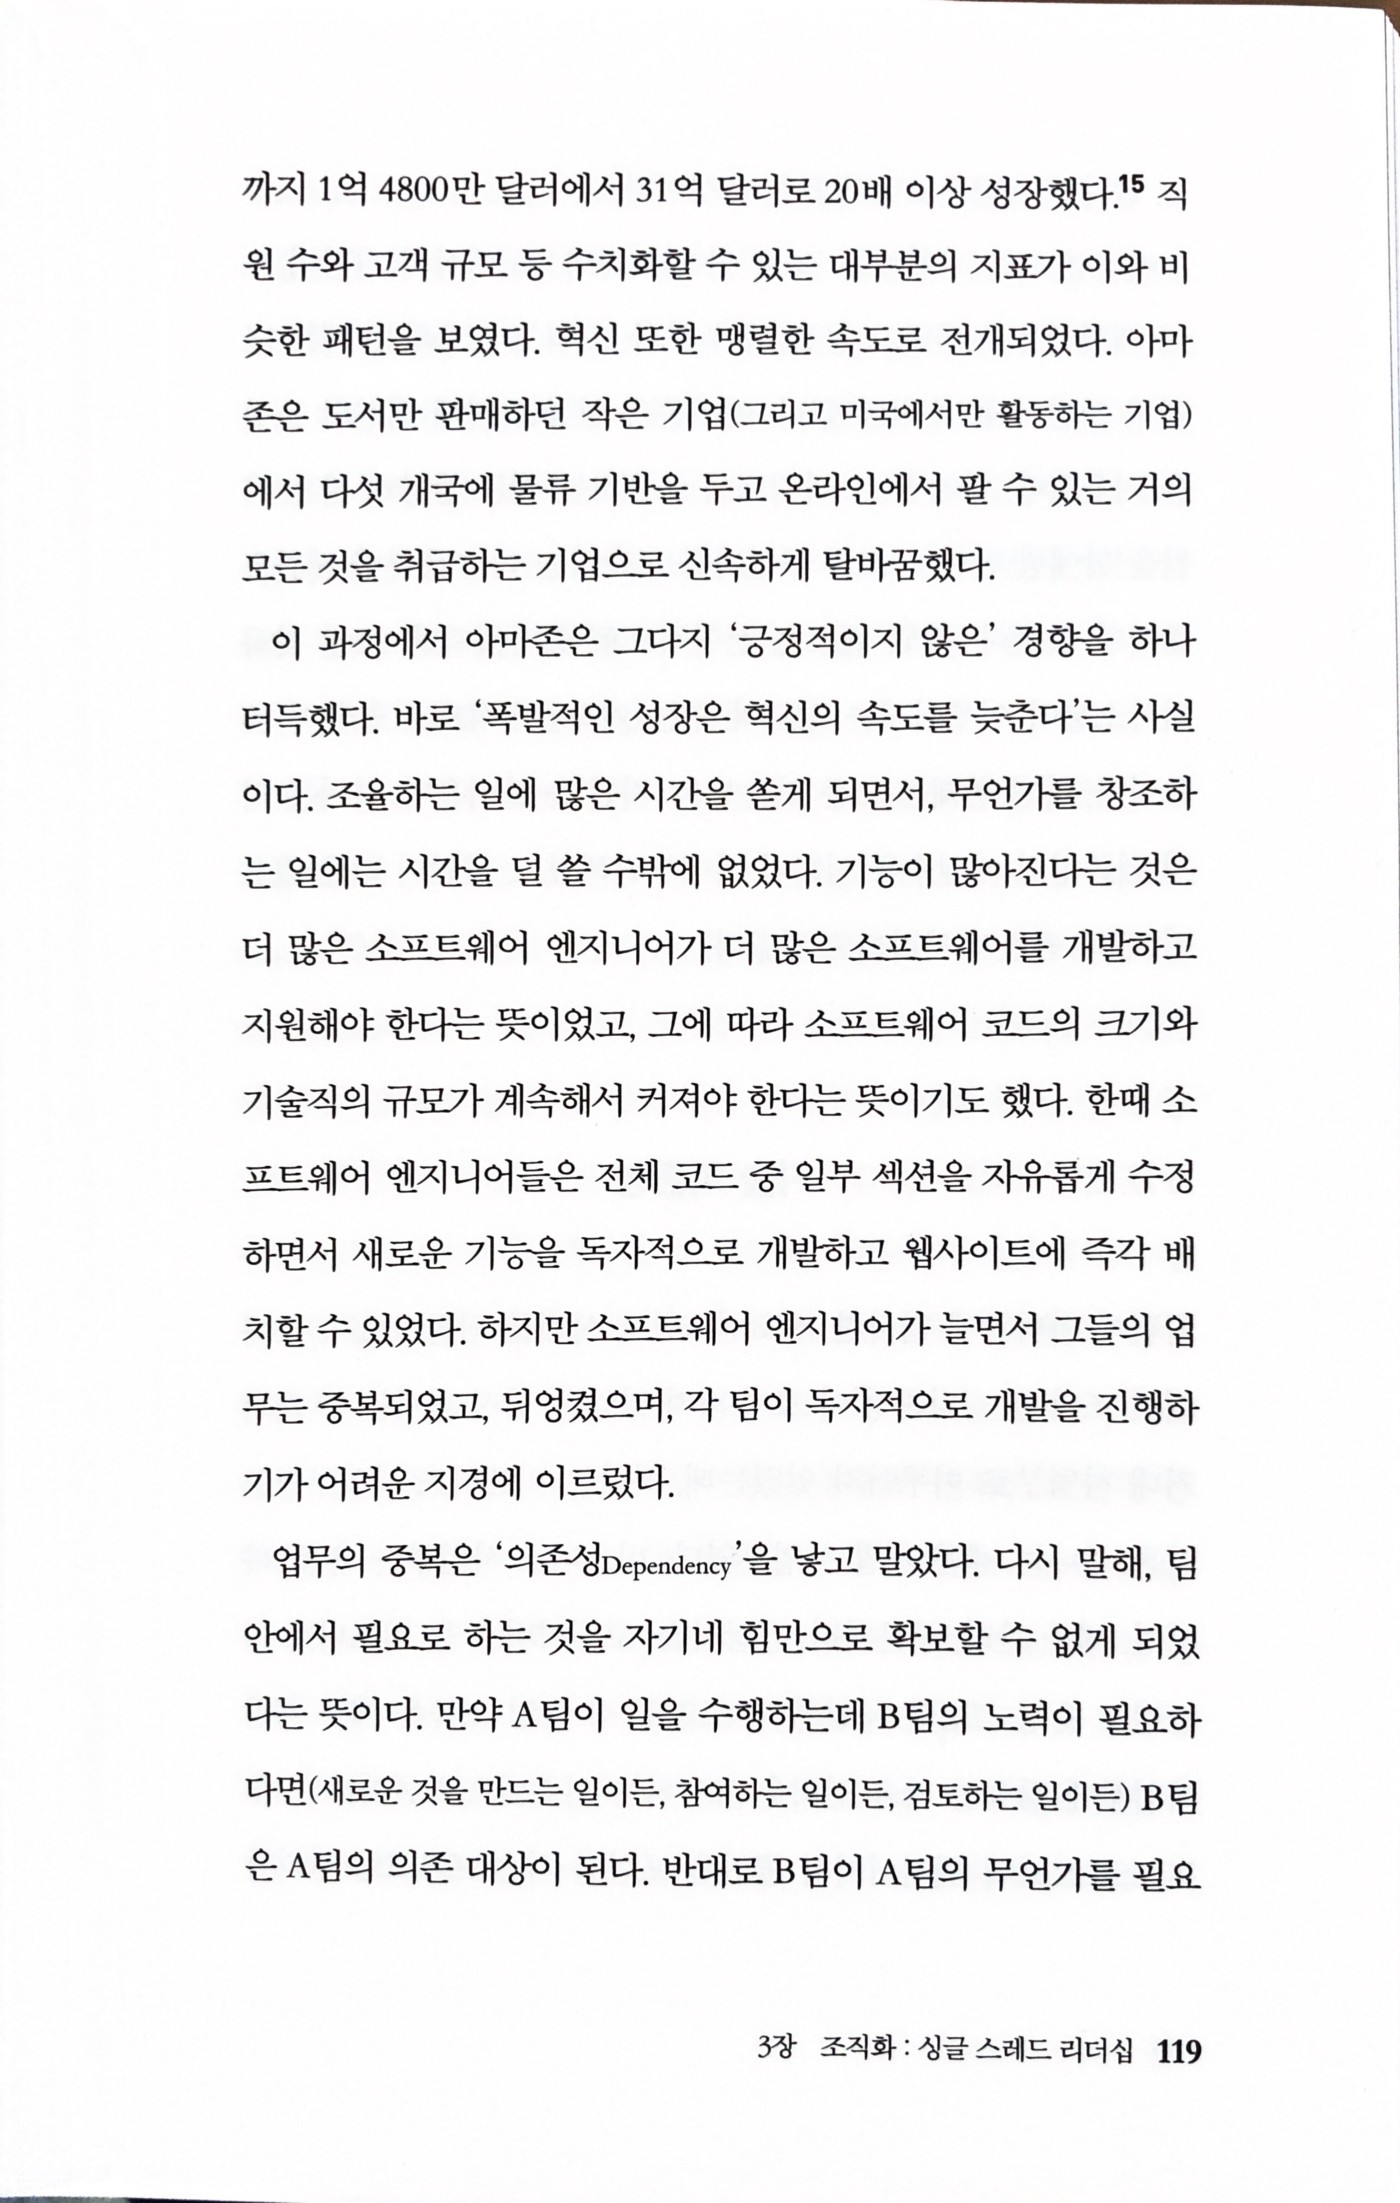 까지 1억 4800만 달러에서 31억 달러로 20배 이상 성장했다.15 직
원 수와 고객 규모 등 수치화할 수 있는 대부분의 지표가 이와 비
슷한 패턴을 보였다. 혁신 또한 맹렬한 속도로 전개되었다. 아마
존은 도서만 판매하던 작은 기업(그리고 미국에서만 활동하는 기업)
에서 다섯 개국에 물류 기반을 두고 온라인에서 팔 수 있는 거의
모든 것을 취급하는 기업으로 신속하게 탈바꿈했다.
이 과정에서 아마존은 그다지 ‘긍정적이지 않은’ 경향을 하나
터득했다. 바로 ‘폭발적인 성장은 혁신의 속도를 늦춘다’는 사실
이다. 조율하는 일에 많은 시간을 쏟게 되면서, 무언가를 창조하
는 일에는 시간을 덜 쓸 수밖에 없었다. 기능이 많아진다는 것은
더 많은 소프트웨어 엔지니어가 더 많은 소프트웨어를 개발하고
지원해야 한다는 뜻이었고, 그에 따라 소프트웨어 코드의 크기와
기술직의 규모가 계속해서 커져야 한다는 뜻이기도 했다. 한때 소
프트웨어 엔지니어들은 전체 코드 중 일부 섹션을 자유롭게 수정
하면서 새로운 기능을 독자적으로 개발하고 웹사이트에 즉각 배
치할 수 있었다. 하지만 소프트웨어 엔지니어가 늘면서 그들의 업
무는 중복되었고, 뒤엉켰으며, 각 팀이 독자적으로 개발을 진행하
기가 어려운 지경에 이르렀다.
업무의 중복은 ‘의존성Dependency’을 낳고 말았다. 다시 말해, 팀
안에서 필요로 하는 것을 자기네 힘만으로 확보할 수 없게 되었
다는 뜻이다. 만약 A팀이 일을 수행하는데 B팀의 노력이 필요하
다면(새로운 것을 만드는 일이든, 참여하는 일이든, 검토하는 일이든) B팀
은 A팀의 의존 대상이 된다. 반대로 B팀이 A팀의 무언가를 필요
3장 조직화 : 싱글 스레드 리더십 119